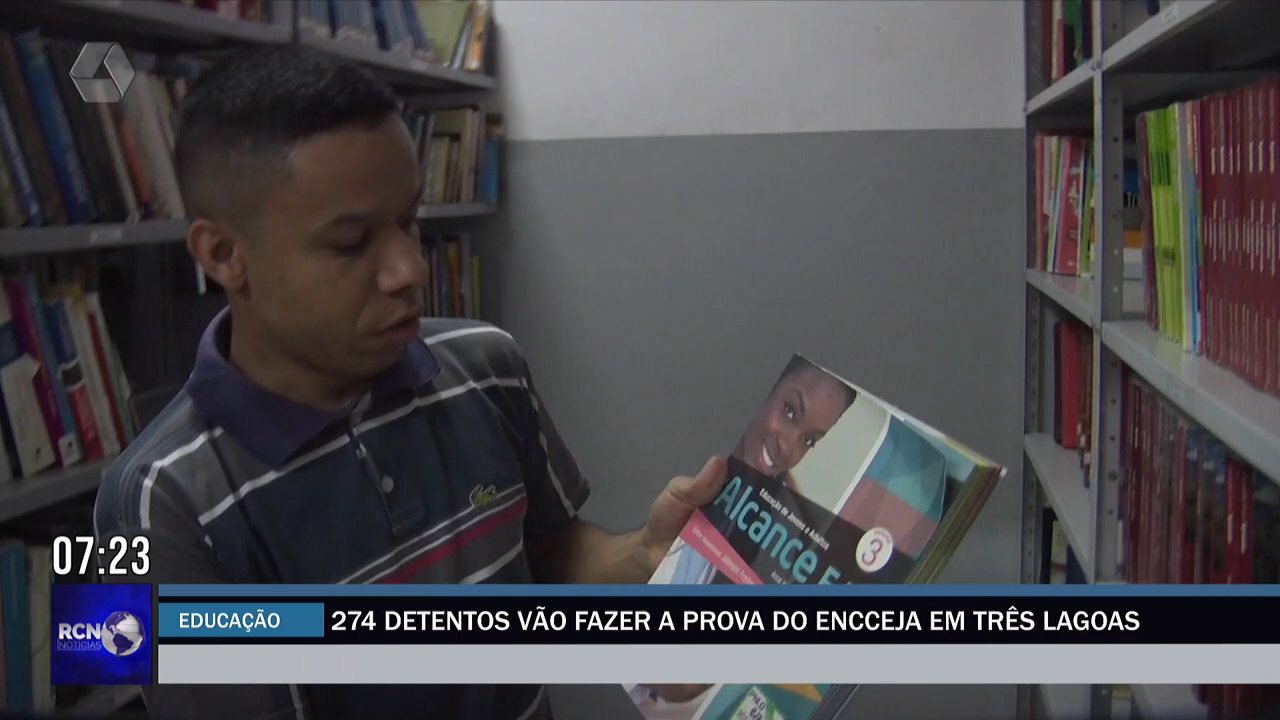 Educação de Jovens e Adultos
Alcance E
3
07:23
RCN
NOTÍCIAS
EDUCAÇÃO
274 DETENTOS VÃO FAZER A PROVA DO ENCCEJA EM TRÊS LAGOAS